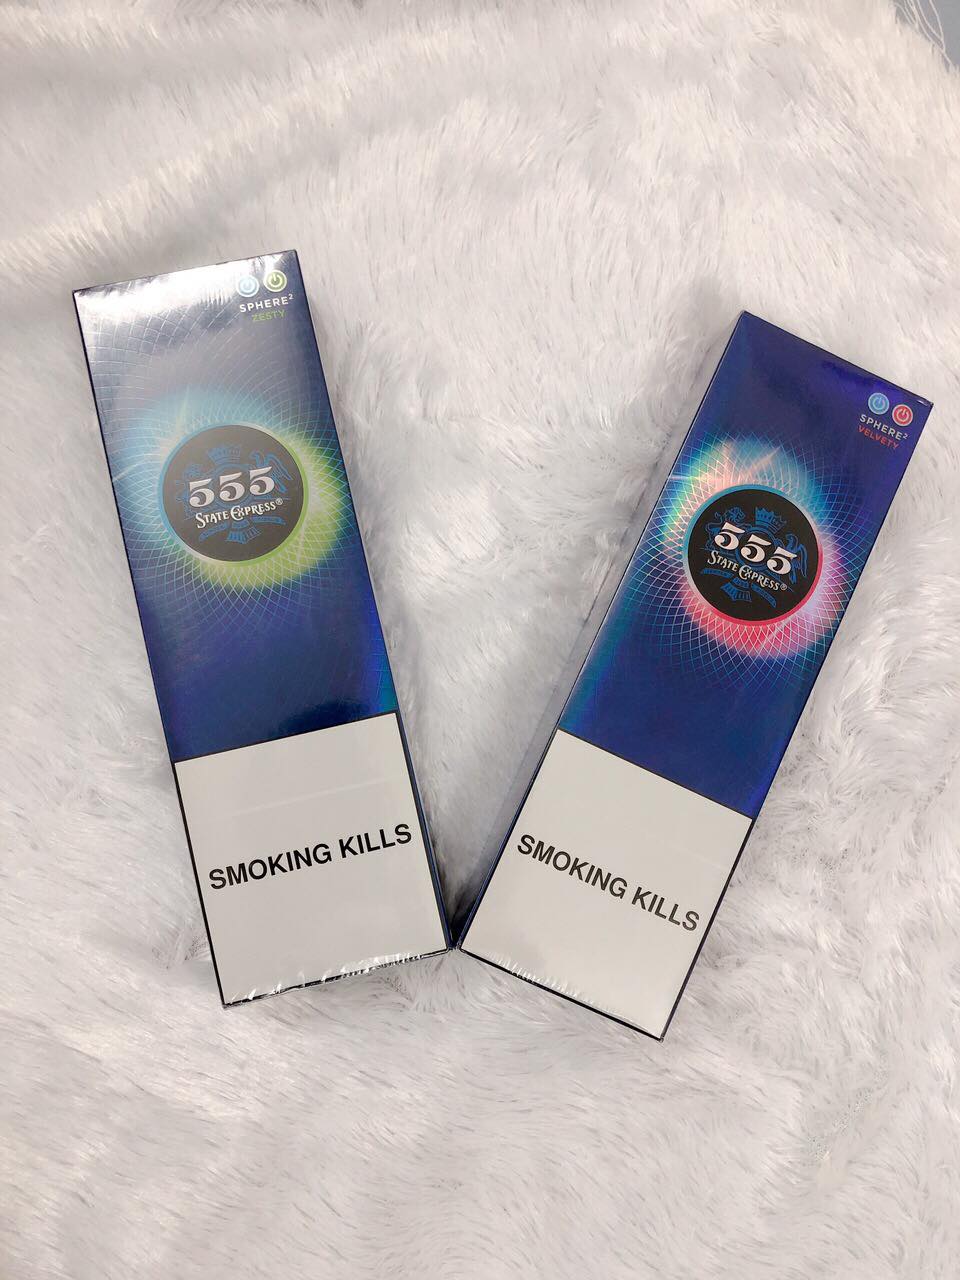 SPHERE²
ZESTY
555
STATE EXPRESS®
SMOKING KILLS
SPHERE²
VELVETY
555
STATE EXPRESS®
SMOKING KILLS